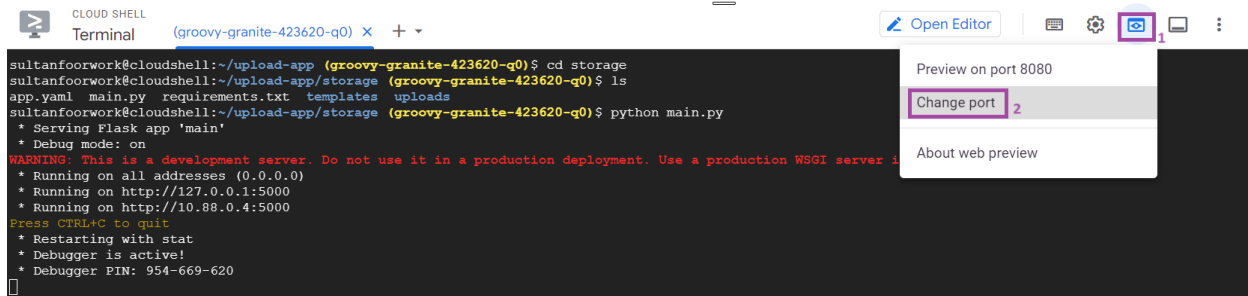 CLOUD SHELL
Terminal
(groovy-granite-423620-q0) × + Open Editor 1
Preview on port 8080
Change port 2
About web preview
sultanfoorwork@cloudshell:~/upload-app (groovy-granite-423620-q0)$ cd storage
sultanfoorwork@cloudshell:~/upload-app/storage (groovy-granite-423620-q0)$ ls
app.yaml main.py requirements.txt templates uploads
sultanfoorwork@cloudshell:~/upload-app/storage (groovy-granite-423620-q0)$ python main.py
* Serving Flask app 'main'
* Debug mode: on
WARNING: This is a development server. Do not use it in a production deployment. Use a production WSGI server i
* Running on all addresses (0.0.0.0)
* Running on http://127.0.0.1:5000
* Running on http://10.88.0.4:5000
Press CTRL+C to quit
* Restarting with stat
* Debugger is active!
* Debugger PIN: 954-669-620